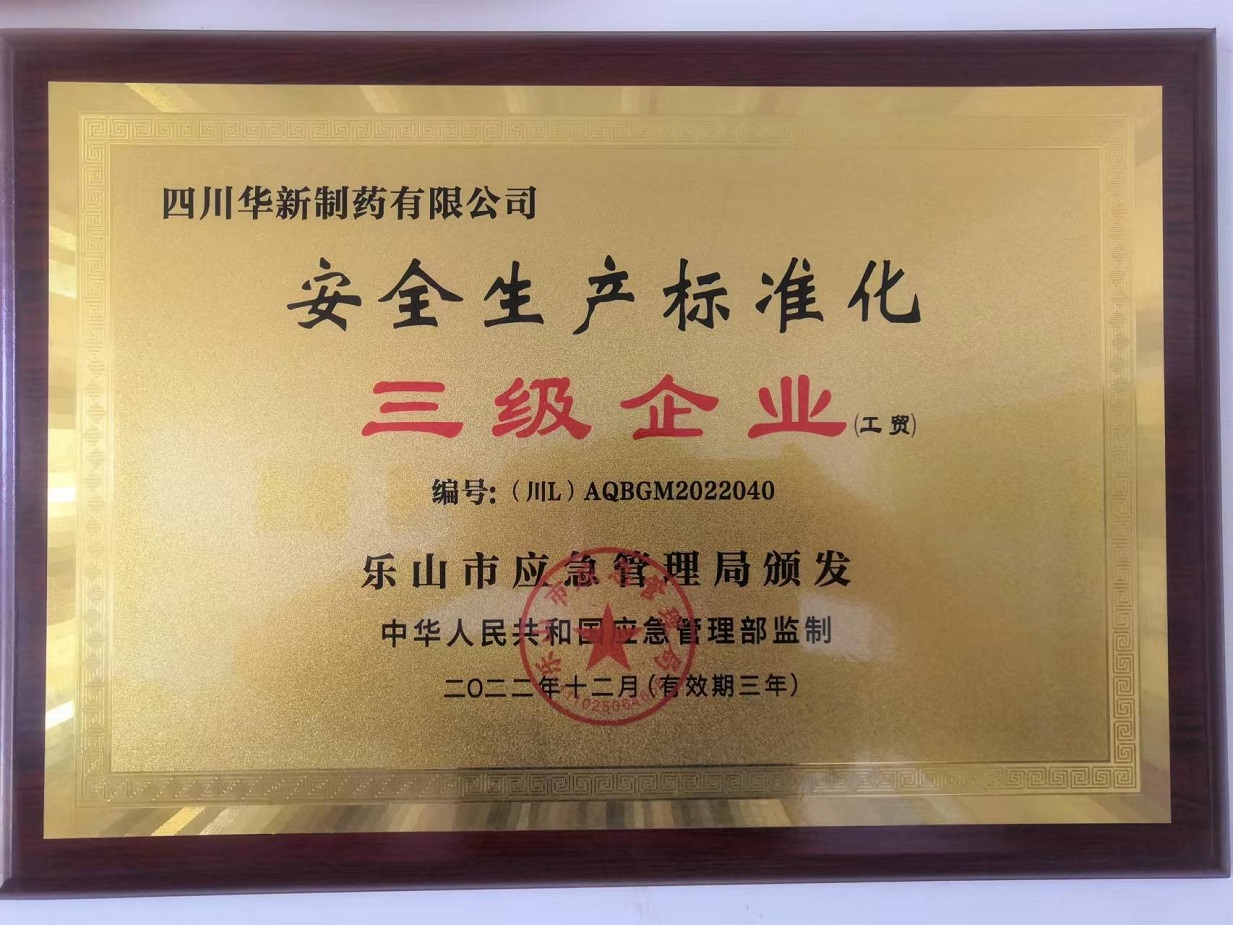 四川华新制药有限公司
安全生产标准化
三级企业(工贸)
编号:（川L）AQBGM2022040
乐山市应急管理局颁发
中华人民共和国应急管理部监制
二〇二二年十二月(有效期三年)